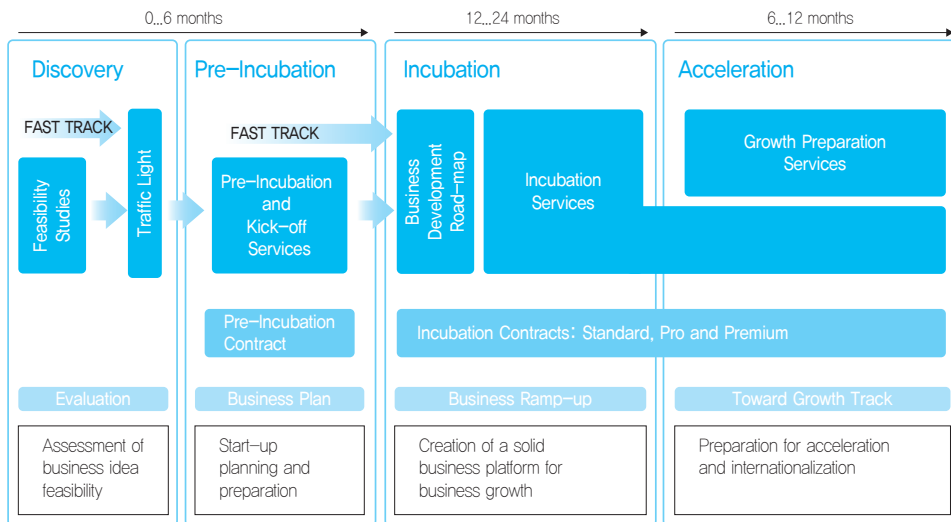 0...6 months
12...24 months
6...12 months
Discovery
Pre-Incubation
Incubation
Acceleration
FAST TRACK
Feasibility
Studies
Traffic Light
FAST TRACK
Pre-Incubation
and
Kick-off
Services
Business
Development
Road-map
Incubation
Services
Growth Preparation
Services
Pre-Incubation
Contract
Incubation Contracts: Standard, Pro and Premium
Evaluation
Business Plan
Business Ramp-up
Toward Growth Track
Assessment of
business idea
feasibility
Start-up
planning and
preparation
Creation of a solid
business platform for
business growth
Preparation for acceleration
and internationalization